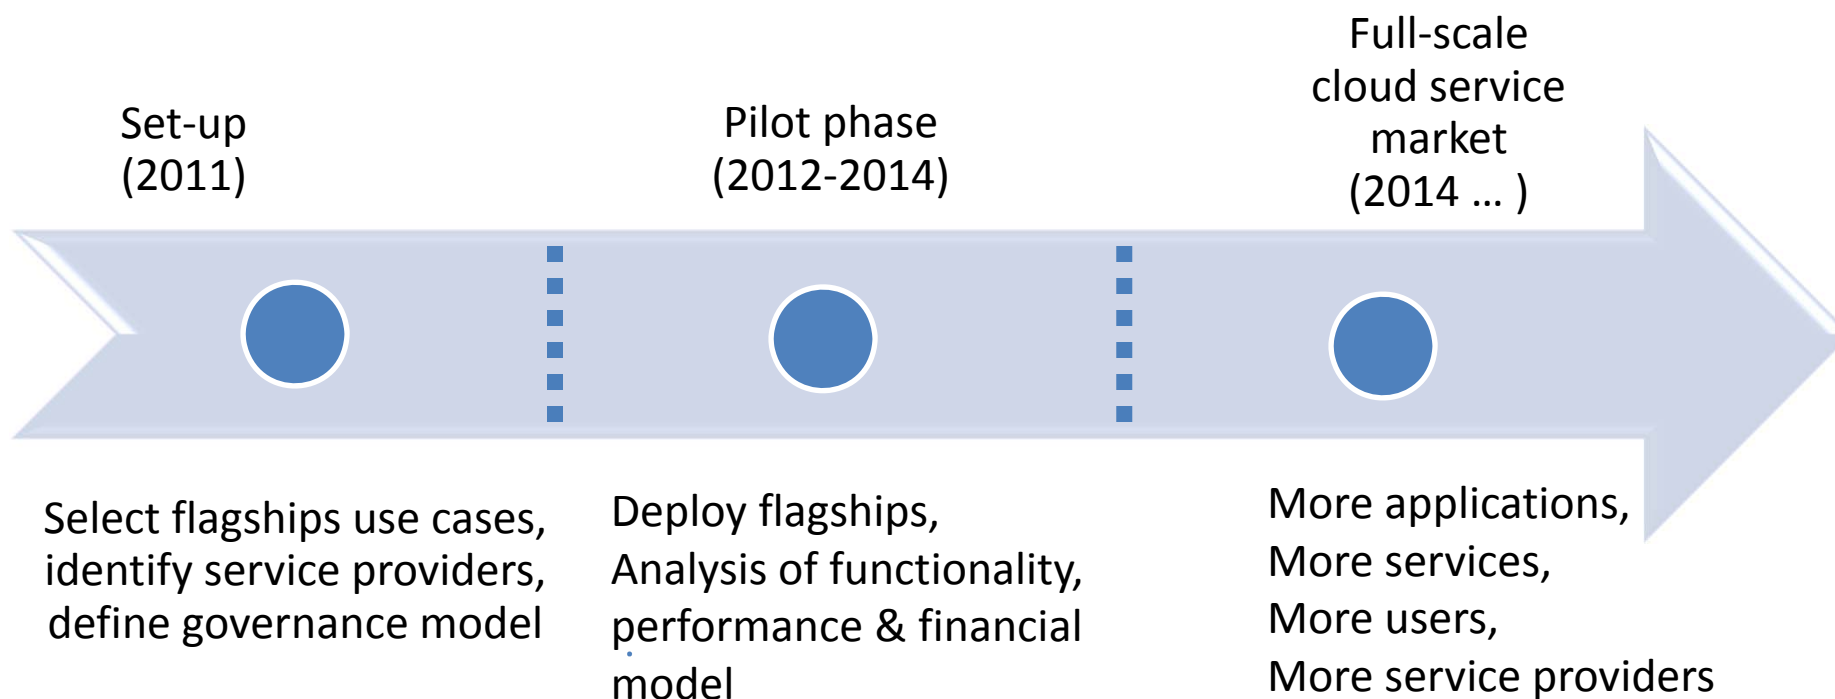 Set-up
(2011)
Pilot phase
(2012-2014)
Full-scale
cloud service
market
(2014 ... )
Select flagships use cases,
identify service providers,
define governance model
Deploy flagships,
Analysis of functionality,
performance & financial
model
More applications,
More services,
More users,
More service providers